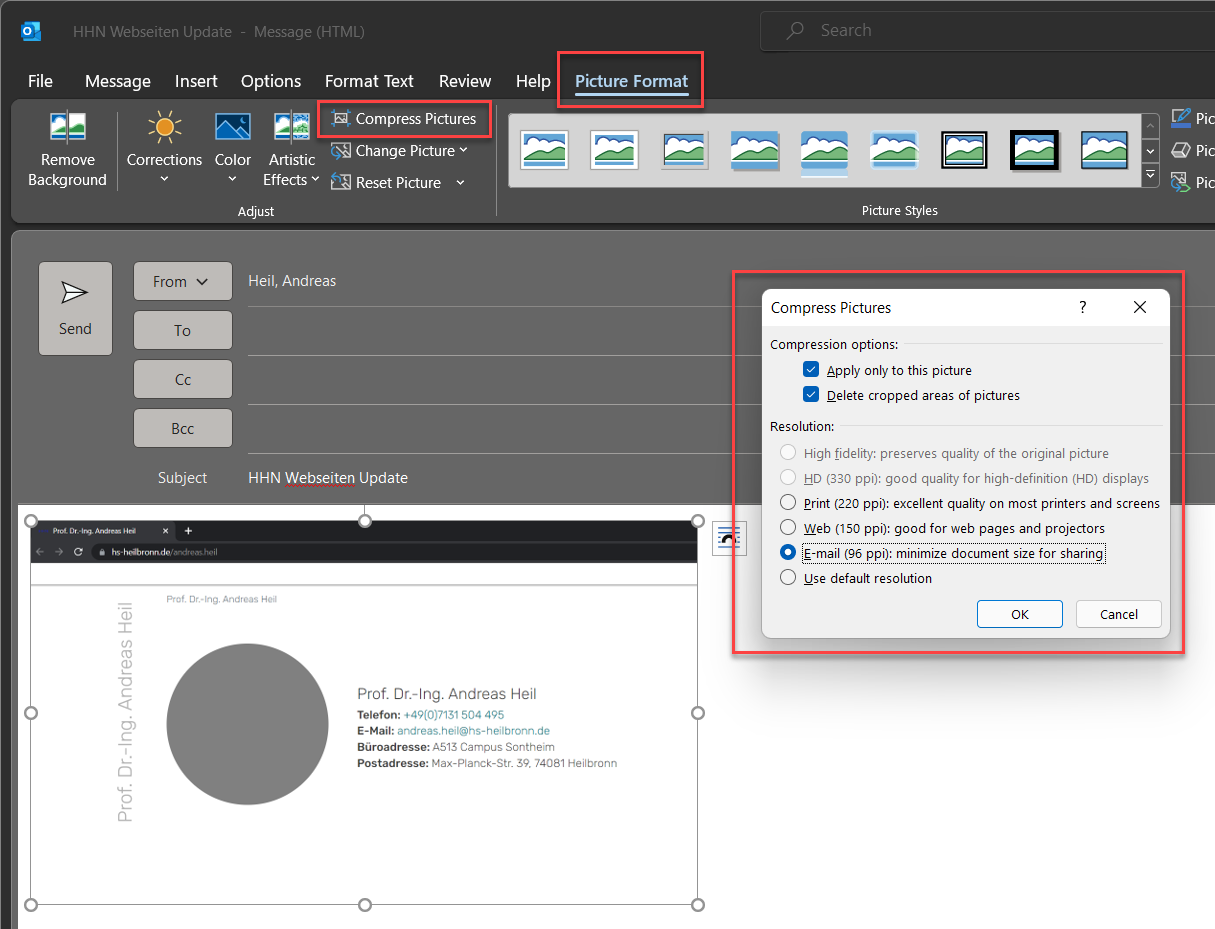 HHN Webseiten Update - Message (HTML)
Search
File Message Insert Options Format Text Review Help Picture Format
Remove Background
Corrections
Color
Artistic Effects
Compress Pictures
Change Picture
Reset Picture
Adjust
Picture Styles
Pic
Pic
Pic
Send
From
Heil, Andreas
To
Cc
Bcc
Subject
HHN Webseiten Update
Compress Pictures
?
Compression options:
Apply only to this picture
Delete cropped areas of pictures
Resolution:
High fidelity: preserves quality of the original picture
HD (330 ppi): good quality for high-definition (HD) displays
Print (220 ppi): excellent quality on most printers and screens
Web (150 ppi): good for web pages and projectors
E-mail (96 ppi): minimize document size for sharing
Use default resolution
OK Cancel
Prof. Dr.-Ing. Andreas Heil
hs-heilbronn.de/andreas.heil
Prof. Dr.-Ing. Andreas Heil
Prof. Dr.-Ing. Andreas Heil
Prof. Dr.-Ing. Andreas Heil
Telefon: +49(0)7131 504 495
E-Mail: andreas.heil@hs-heilbronn.de
Büroadresse: A513 Campus Sontheim
Postadresse: Max-Planck-Str. 39, 74081 Heilbronn